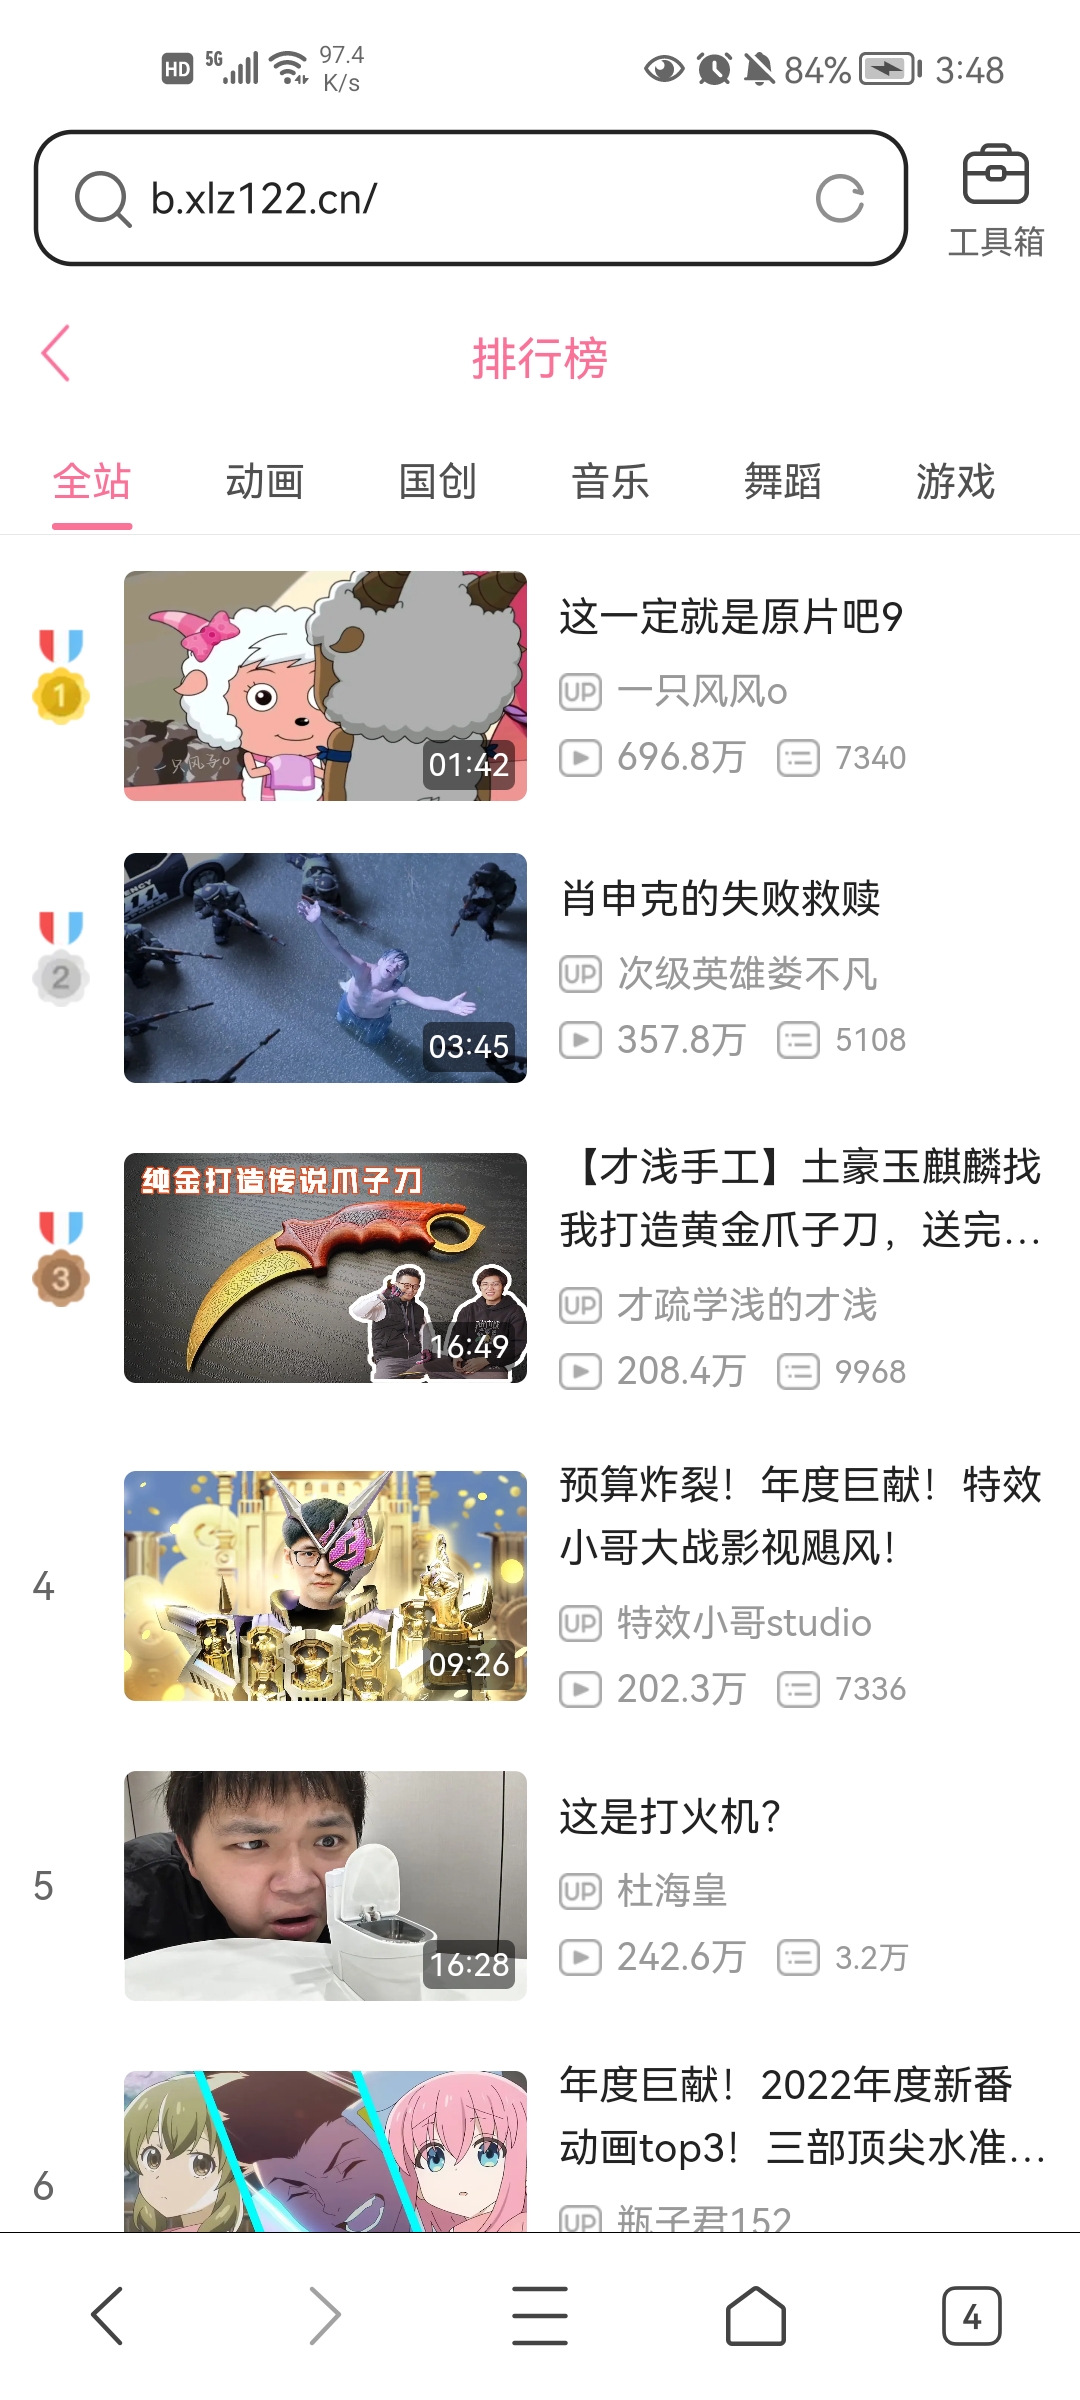 HD 5G 97.4 K/s 84% 3:48
b.xlz122.cn/
工具箱
排行榜
全站 动画 国创 音乐 舞蹈 游戏
1
01:42
这一定就是原片吧9
UP 一只风风o
696.8万 7340
2
03:45
肖申克的失败救赎
UP 次级英雄娄不凡
357.8万 5108
3
纯金打造传说爪子刀
16:49
【才浅手工】土豪玉麒麟找
我打造黄金爪子刀，送完...
UP 才疏学浅的才浅
208.4万 9968
4
09:26
预算炸裂！年度巨献！特效
小哥大战影视飓风！
UP 特效小哥studio
202.3万 7336
5
16:28
这是打火机？
UP 杜海皇
242.6万 3.2万
6
年度巨献！2022年度新番
动画top3！三部顶尖水准...
UP 瓶子君152
4